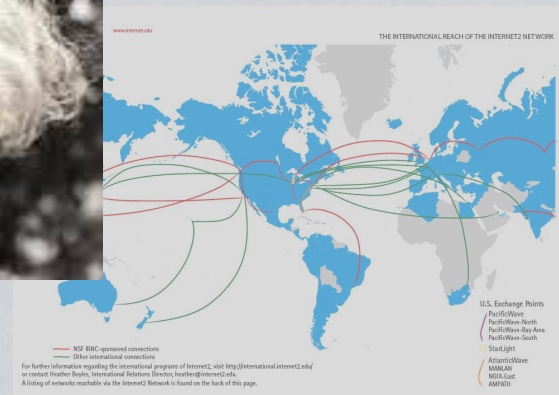 www.internet2.edu
THE INTERNATIONAL REACH OF THE INTERNET2 NETWORK
U.S. Exchange Points
PacificWave
PacificWave-North
PacificWave-Bay Area
PacificWave-South
StarLight
AtlanticWave
MANLAN
NGIX-East
AMPATH
NSF IRNC-sponsored connections
Other international connections
For further information regarding the international programs of Internet2, visit http://international.internet2.edu/
or contact Heather Boyles, International Relations Director, heather@internet2.edu.
A listing of networks reachable via the Internet2 Network is found on the back of this page.